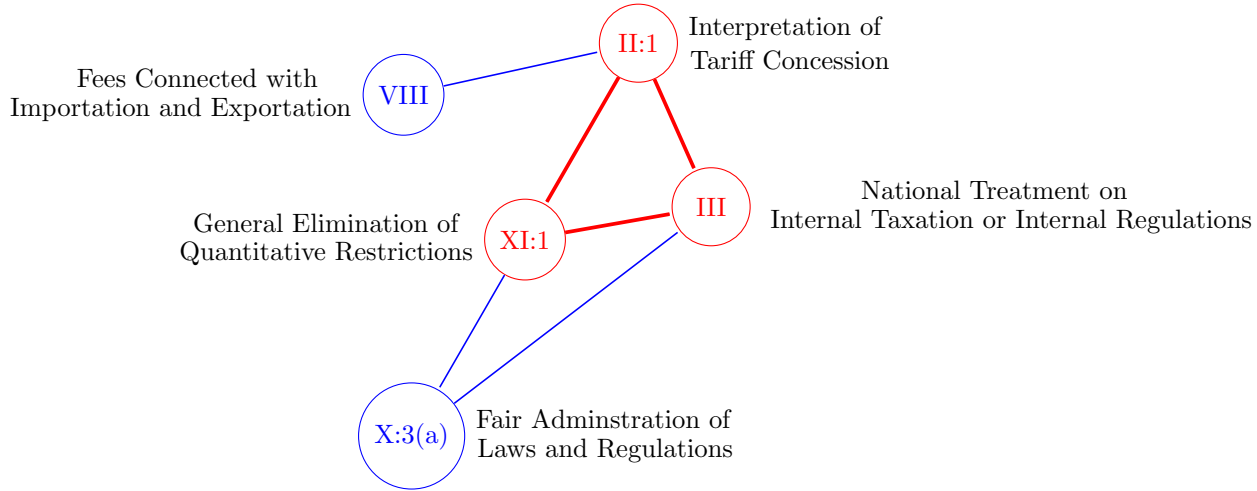 II:1
Interpretation of
Tariff Concession
Fees Connected with
Importation and Exportation
VIII
National Treatment on
Internal Taxation or Internal Regulations
III
General Elimination of
Quantitative Restrictions
XI:1
X:3(a)
Fair Adminstration of
Laws and Regulations